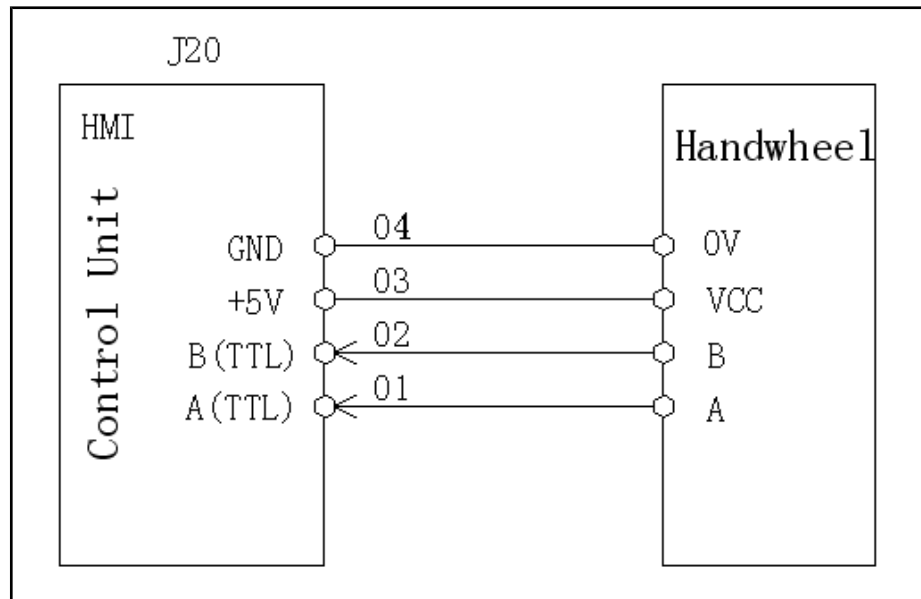 J20
HMI
Control Unit
Handwheel
GND 04 0V
+5V 03 VCC
B(TTL) 02 B
A(TTL) 01 A